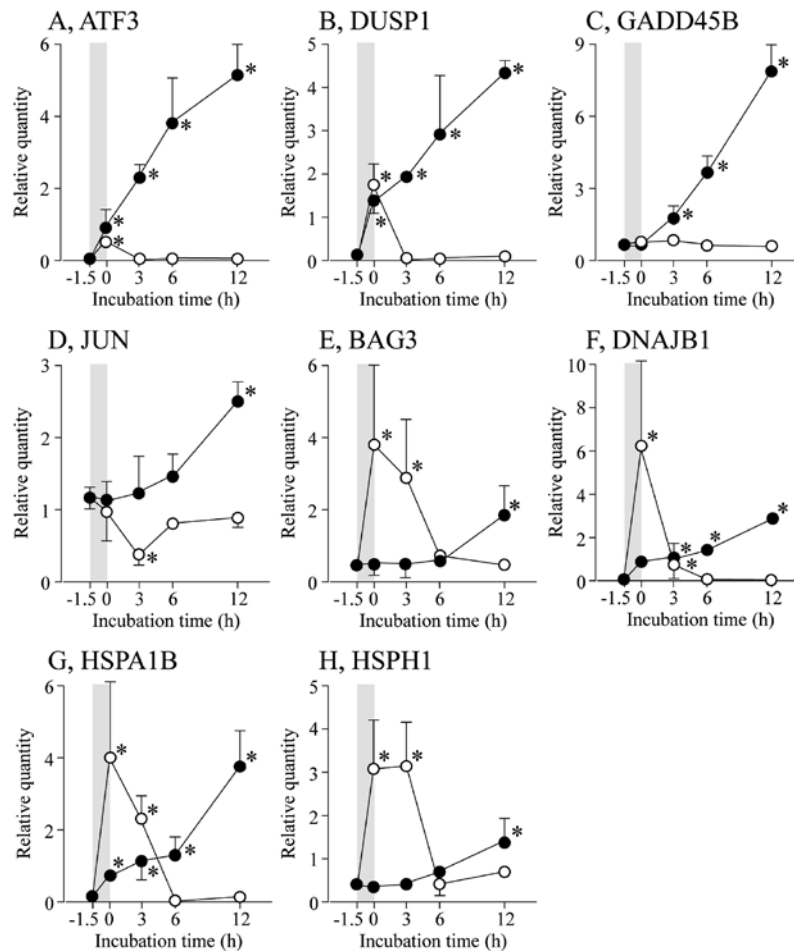 A, ATF3
B, DUSP1
C, GADD45B
Relative quantity
6
4
2
0
* * * * *
-1.5 0 3 6 12
Incubation time (h)
Relative quantity
5
4
3
2
1
0
* * * * *
-1.5 0 3 6 12
Incubation time (h)
Relative quantity
9
6
3
0
* * *
-1.5 0 3 6 12
Incubation time (h)
D, JUN
E, BAG3
F, DNAJB1
Relative quantity
3
2
1
0
* *
-1.5 0 3 6 12
Incubation time (h)
Relative quantity
6
4
2
0
* * *
-1.5 0 3 6 12
Incubation time (h)
Relative quantity
10
8
6
4
2
0
* * * * *
-1.5 0 3 6 12
Incubation time (h)
G, HSPA1B
H, HSPH1
Relative quantity
6
4
2
0
* * * * * *
-1.5 0 3 6 12
Incubation time (h)
Relative quantity
5
4
3
2
1
0
* * *
-1.5 0 3 6 12
Incubation time (h)